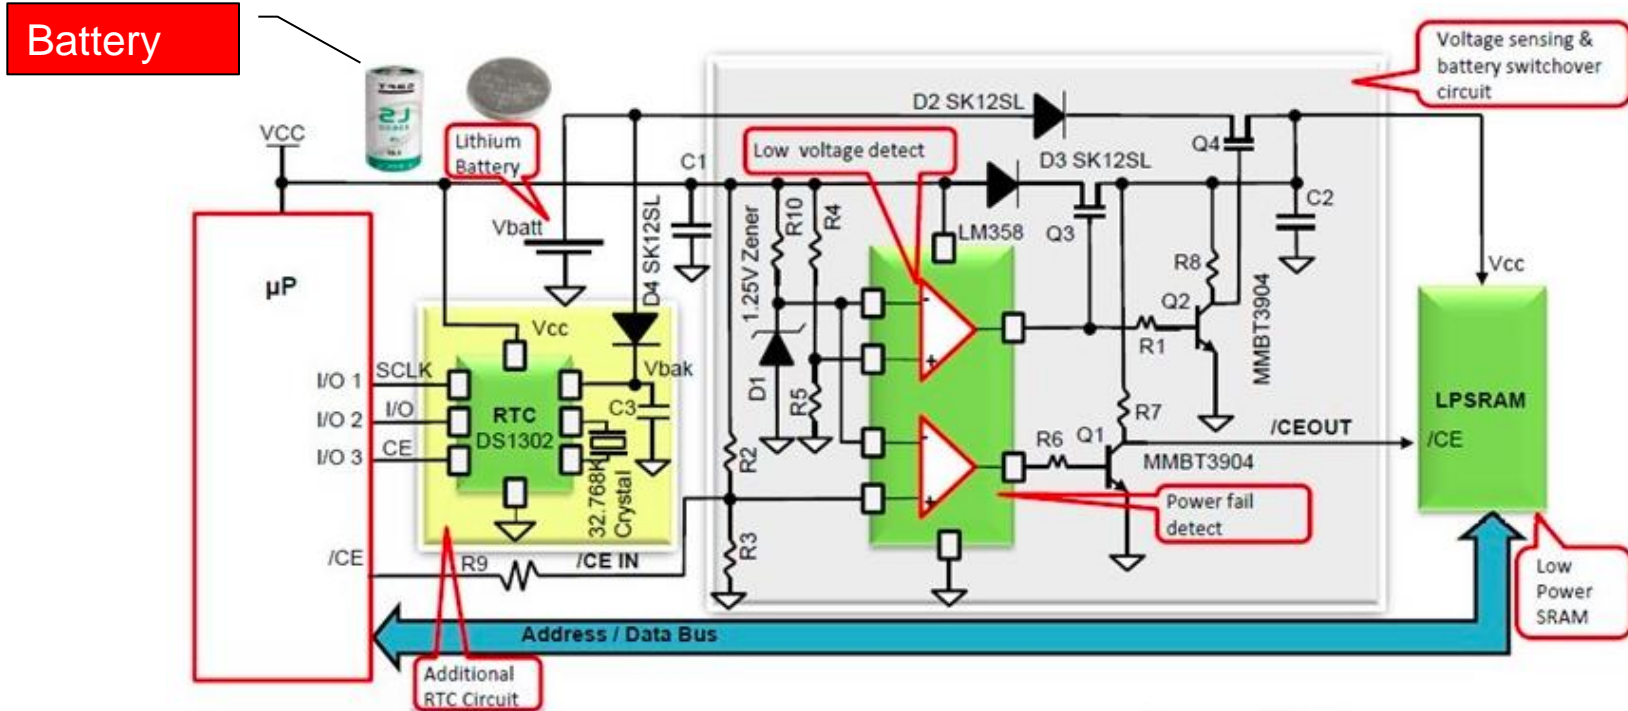 Battery
Voltage sensing &
battery switchover
circuit
D2 SK12SL
VCC
Lithium
Battery
C1
Low  voltage detect
Q4
D3 SK12SL
Vbatt
D4 SK12SL
R10
R4
LM358
Q3
C2
1.25V Zener
R8
Vcc
µP
Q2
Vcc
R1
MMBT3904
Vbak
I/O 1
SCLK
D1
R5
C3
RTC
DS1302
I/O 2
I/O
R7
LPSRAM
/CEOUT
/CE
I/O 3
CE
R2
R6
Q1
MMBT3904
32.768K
Crystal
Power fail
detect
R3
/CE
R9
/CE IN
Low
Power
SRAM
Address / Data Bus
Additional
RTC Circuit